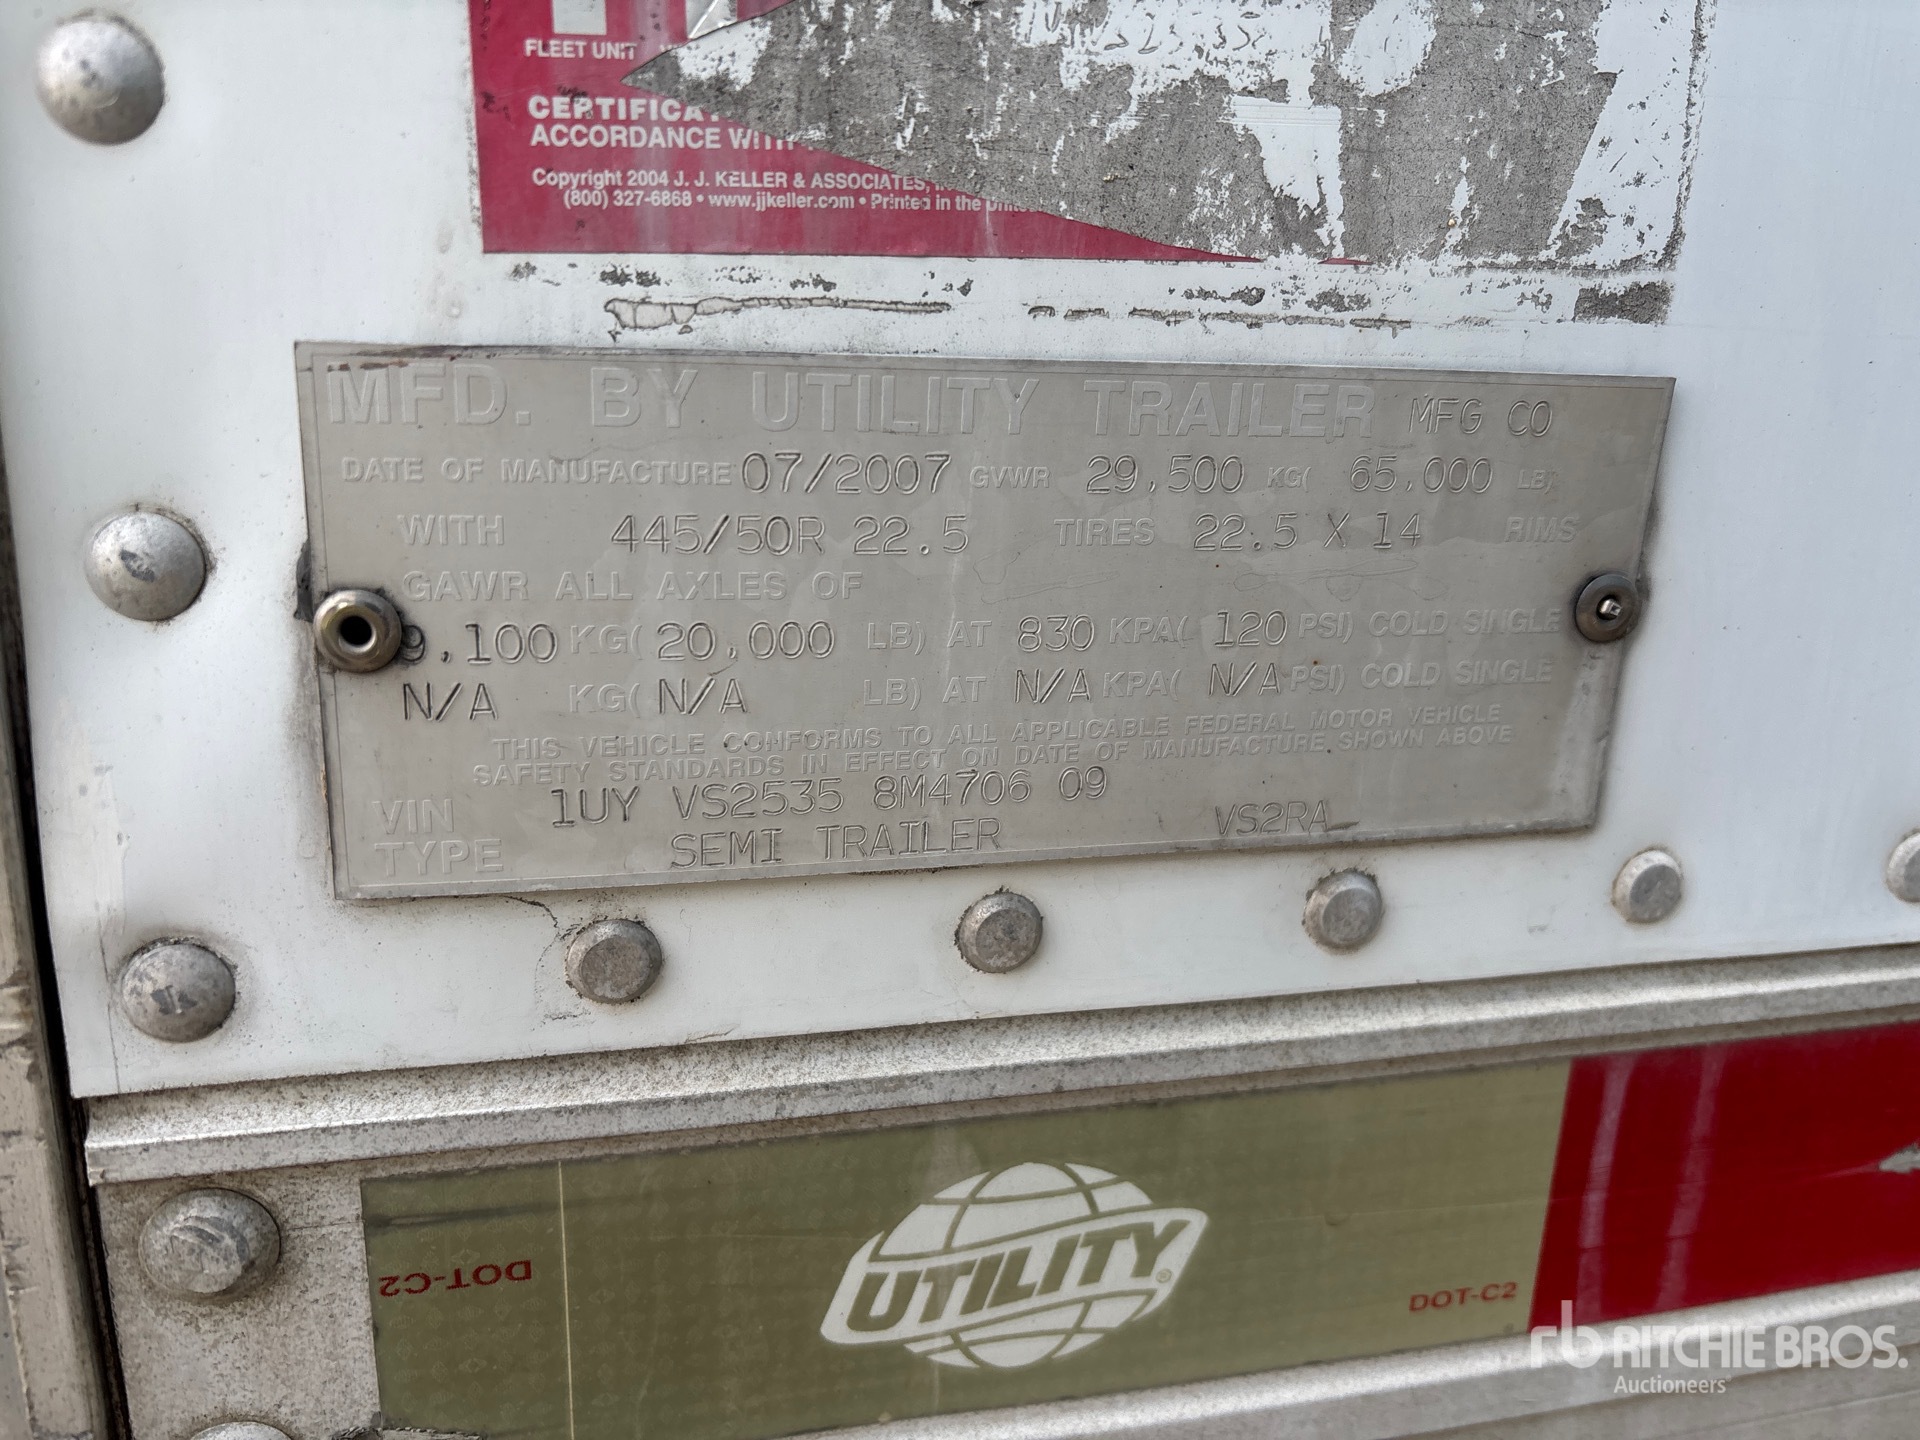 FLEET UNIT
CERTIFICA
ACCORDANCE WITH
Copyright 2004 J. J. KELLER & ASSOCIATES,
(800) 327-6868 • www.jjkeller.com • Printed in the
MFD. BY UTILITY TRAILER MFG CO
DATE OF MANUFACTURE 07/2007 GVWR 29,500 KG( 65,000 LB)
WITH 445/50R 22.5 TIRES 22.5 X 14 RIMS
GAWR ALL AXLES OF
9,100 KG( 20,000 LB) AT 830 KPA( 120 PSI) COLD SINGLE
N/A KG( N/A LB) AT N/A KPA( N/A PSI) COLD SINGLE
THIS VEHICLE CONFORMS TO ALL APPLICABLE FEDERAL MOTOR VEHICLE
SAFETY STANDARDS IN EFFECT ON DATE OF MANUFACTURE SHOWN ABOVE
VIN 1UY VS2535 8M4706 09
TYPE SEMI TRAILER VS2RA
DOT-C2
UTILITY®
DOT-C2
rb RITCHIE BROS.
Auctioneers